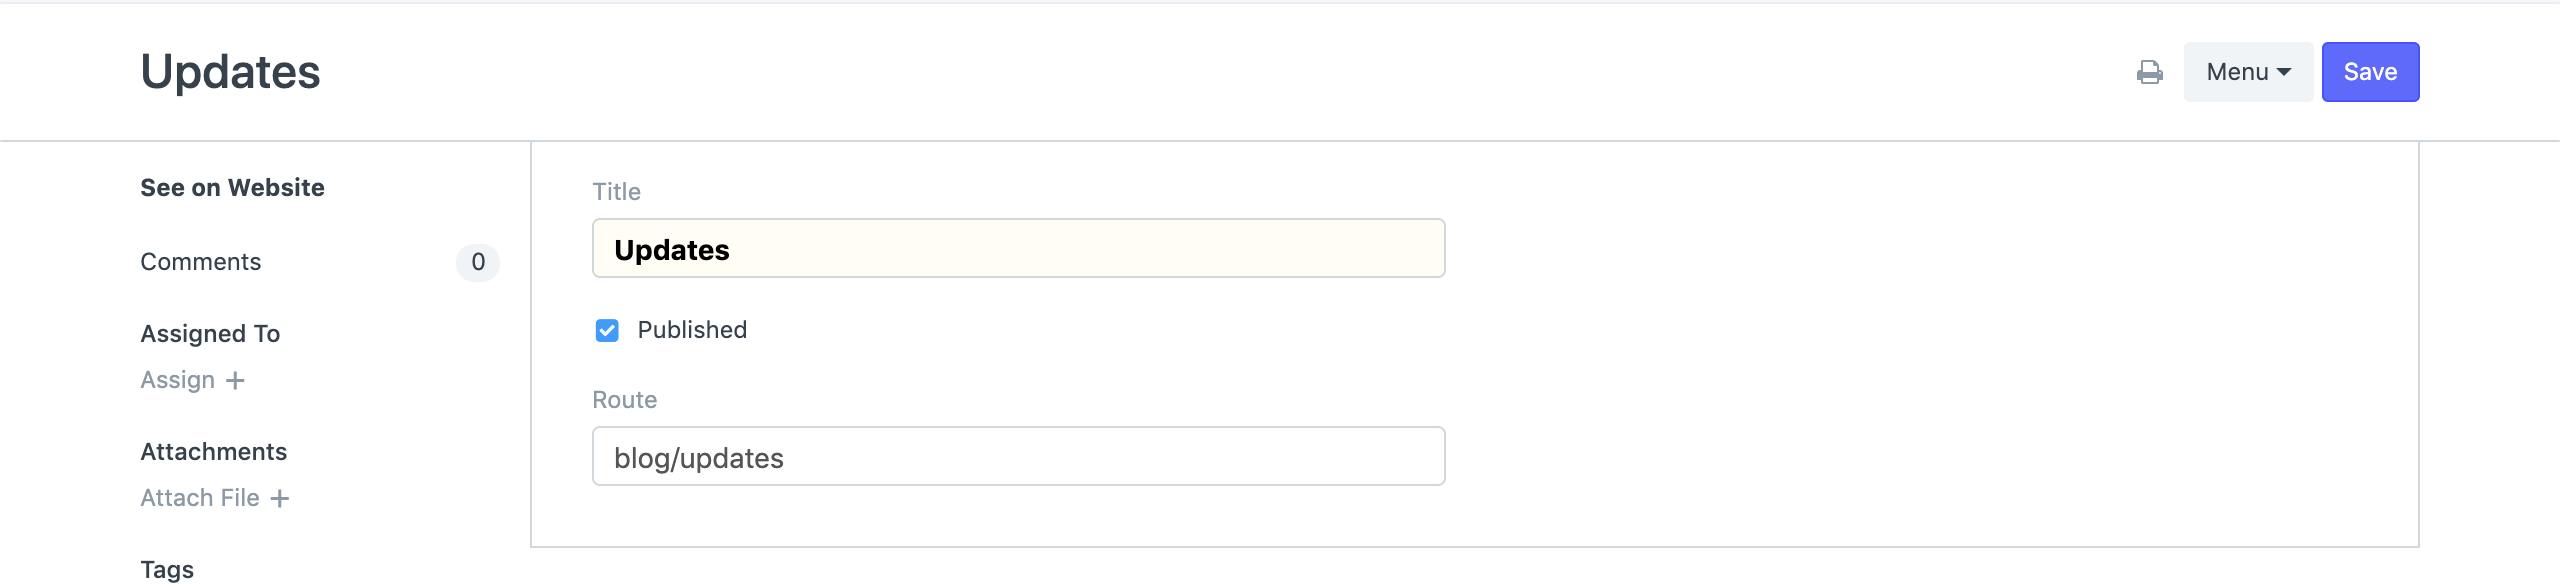 Updates
Menu
Save
See on Website
Comments
0
Assigned To
Assign +
Attachments
Attach File +
Tags
Title
Updates
Published
Route
blog/updates